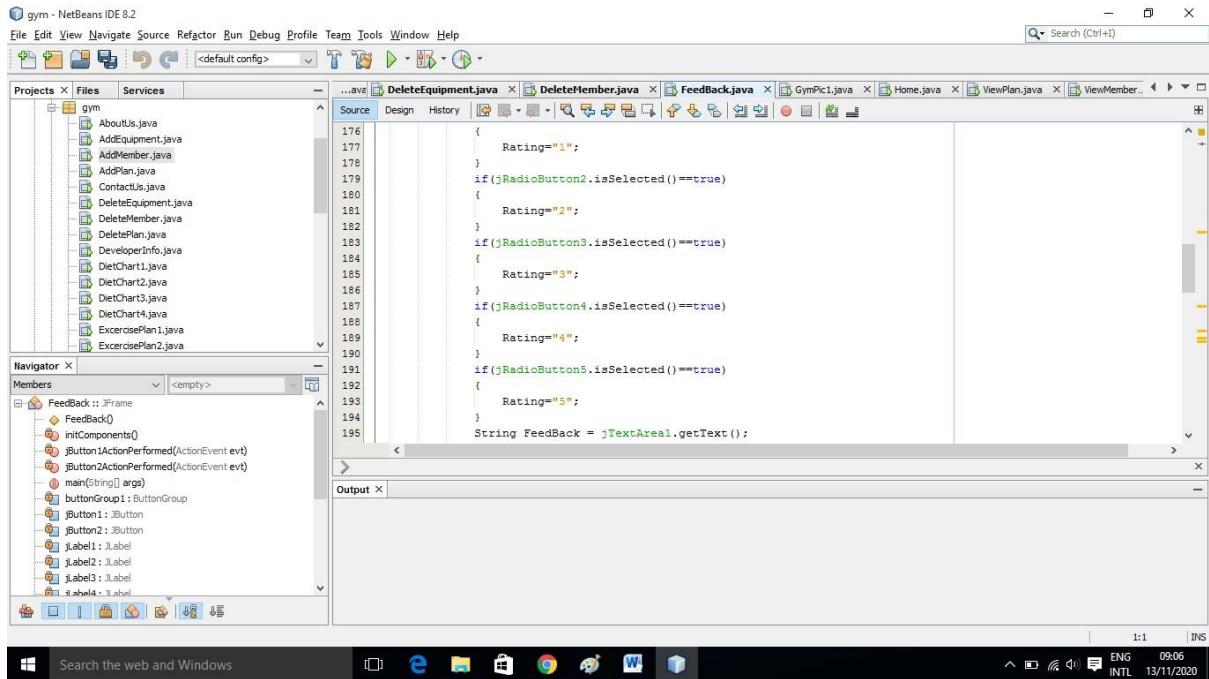 gym - NetBeans IDE 8.2
File Edit View Navigate Source Refactor Run Debug Profile Team Tools Window Help
Search (Ctrl+I)
<default config>
Projects Files Services
gym
AboutUs.java
AddEquipment.java
AddMember.java
AddPlan.java
ContactUs.java
DeleteEquipment.java
DeleteMember.java
DeletePlan.java
DeveloperInfo.java
DietChart1.java
DietChart2.java
DietChart3.java
DietChart4.java
ExcercisePlan1.java
ExcercisePlan2.java
Navigator
Members <empty>
FeedBack :: JFrame
FeedBack()
initComponents()
jButton1ActionPerformed(ActionEvent evt)
jButton2ActionPerformed(ActionEvent evt)
main(String[] args)
buttonGroup1 : ButtonGroup
jButton1 : JButton
jButton2 : JButton
jLabel1 : JLabel
jLabel2 : JLabel
jLabel3 : JLabel
jLabel4 : JLabel
...ava DeleteEquipment.java DeleteMember.java FeedBack.java GymPic1.java Home.java ViewPlan.java ViewMember..
Source Design History
176 {
177 Rating="1";
178 }
179 if(jRadioButton2.isSelected()==true)
180 {
181 Rating="2";
182 }
183 if(jRadioButton3.isSelected()==true)
184 {
185 Rating="3";
186 }
187 if(jRadioButton4.isSelected()==true)
188 {
189 Rating="4";
190 }
191 if(jRadioButton5.isSelected()==true)
192 {
193 Rating="5";
194 }
195 String FeedBack = jTextArea1.getText();
Output
1:1 INS
Search the web and Windows
ENG
INTL
09:06
13/11/2020